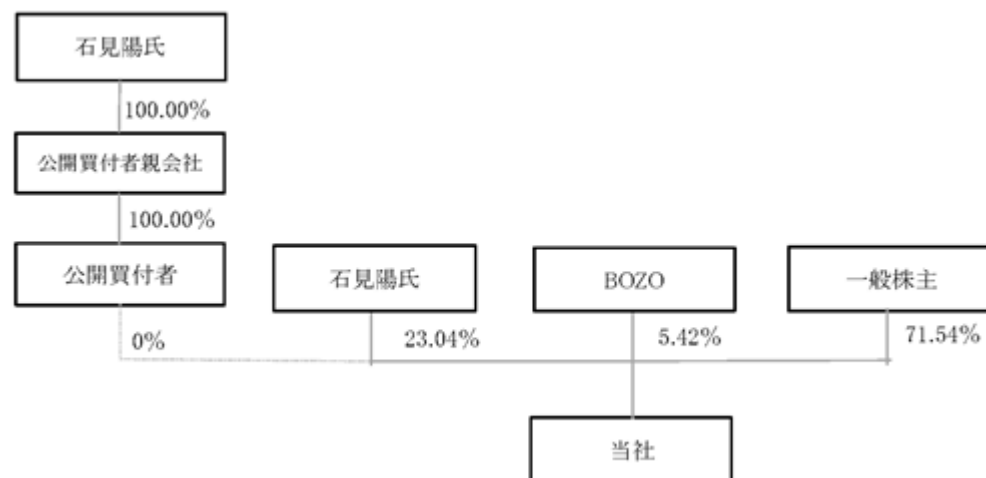 石見陽氏
100.00%
公開買付者親会社
100.00%
公開買付者
石見陽氏
BOZO
一般株主
0%
23.04%
5.42%
71.54%
当社